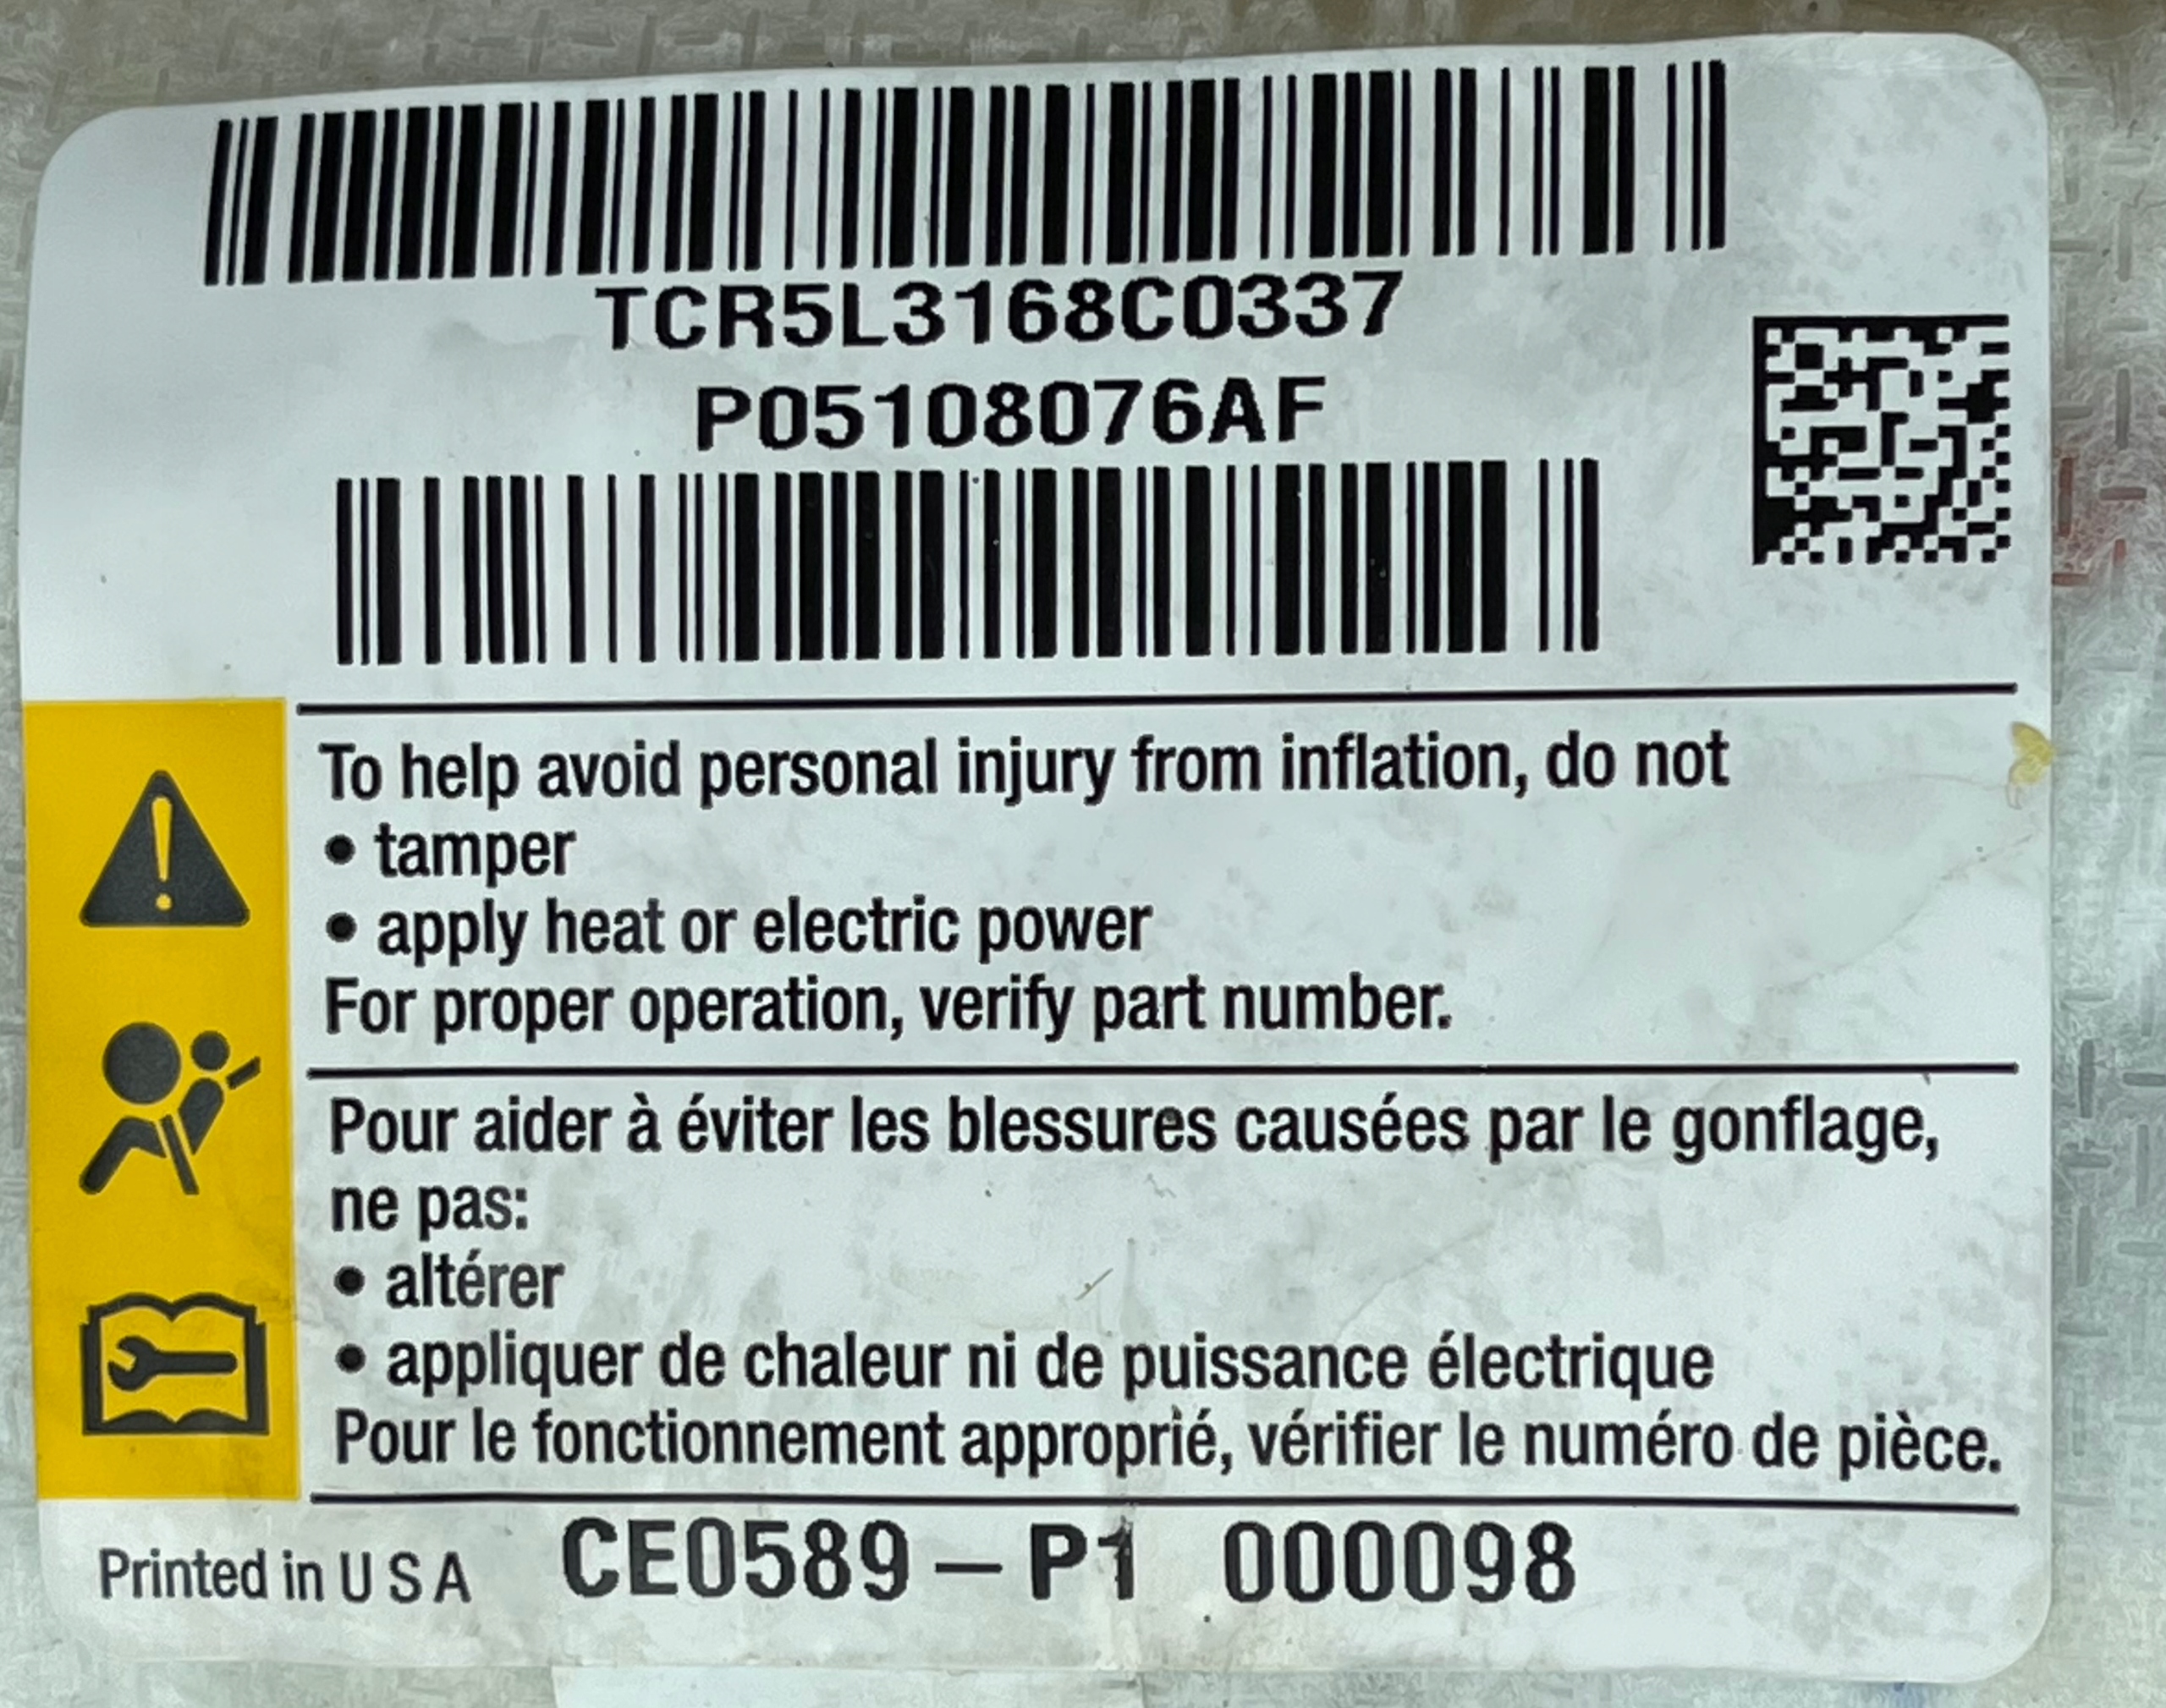 TCR5L3168C0337
P05108076AF
To help avoid personal injury from inflation, do not
• tamper
• apply heat or electric power
For proper operation, verify part number.
Pour aider à éviter les blessures causées par le gonflage,
ne pas:
• altérer
• appliquer de chaleur ni de puissance électrique
Pour le fonctionnement approprié, vérifier le numéro de pièce.
Printed in U S A CE0589 – P1 000098